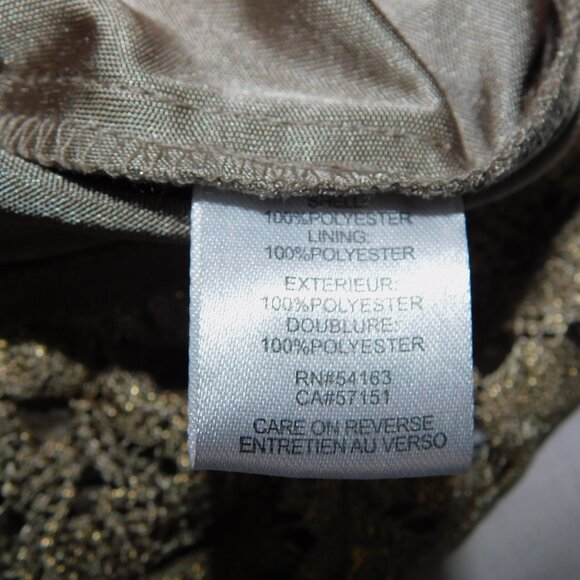 SHELL:
100%POLYESTER
LINING:
100%POLYESTER
EXTERIEUR:
100%POLYESTER
DOUBLURE:
100%POLYESTER
RN#54163
CA#57151
CARE ON REVERSE
ENTRETIEN AU VERSO